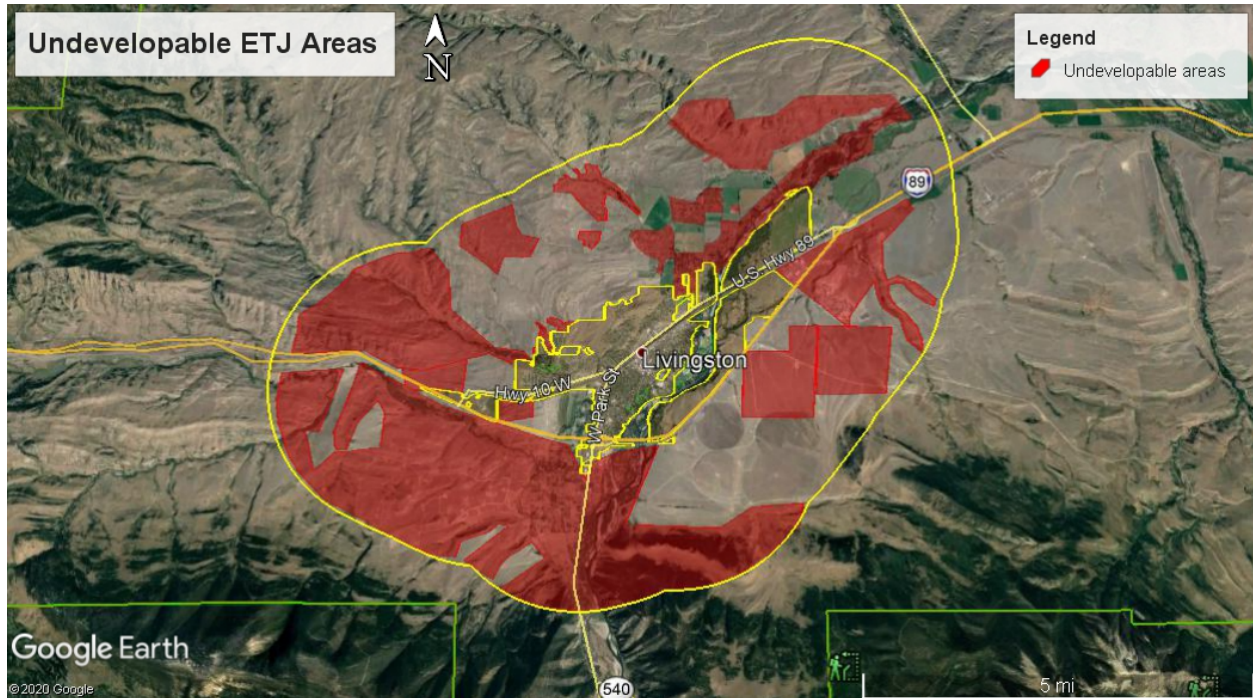 Undevelopable ETJ Areas
N
Legend
Undevelopable areas
89
U.S. Hwy 89
Livingston
Hwy 10 W
W Park St
Google Earth
©2020 Google
540
5 mi